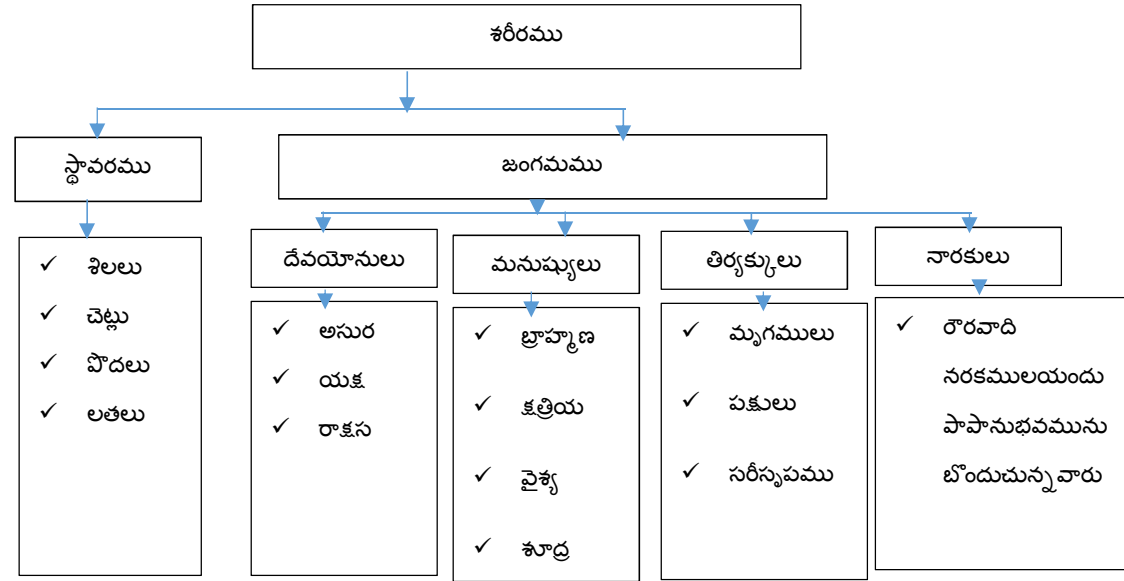 శరీరము
స్థావరము
జంగమము
శిలలు
చెట్లు
పొదలు
లతలు
దేవయోనులు
మనుష్యులు
తిర్యక్కులు
నారకులు
అసుర
యక్ష
రాక్షస
బ్రాహ్మణ
క్షత్రియ
వైశ్య
శూద్ర
మృగములు
పక్షులు
సరీసృపము
రౌరవాది
నరకములయందు
పాపానుభవమును
బొందుచున్నవారు